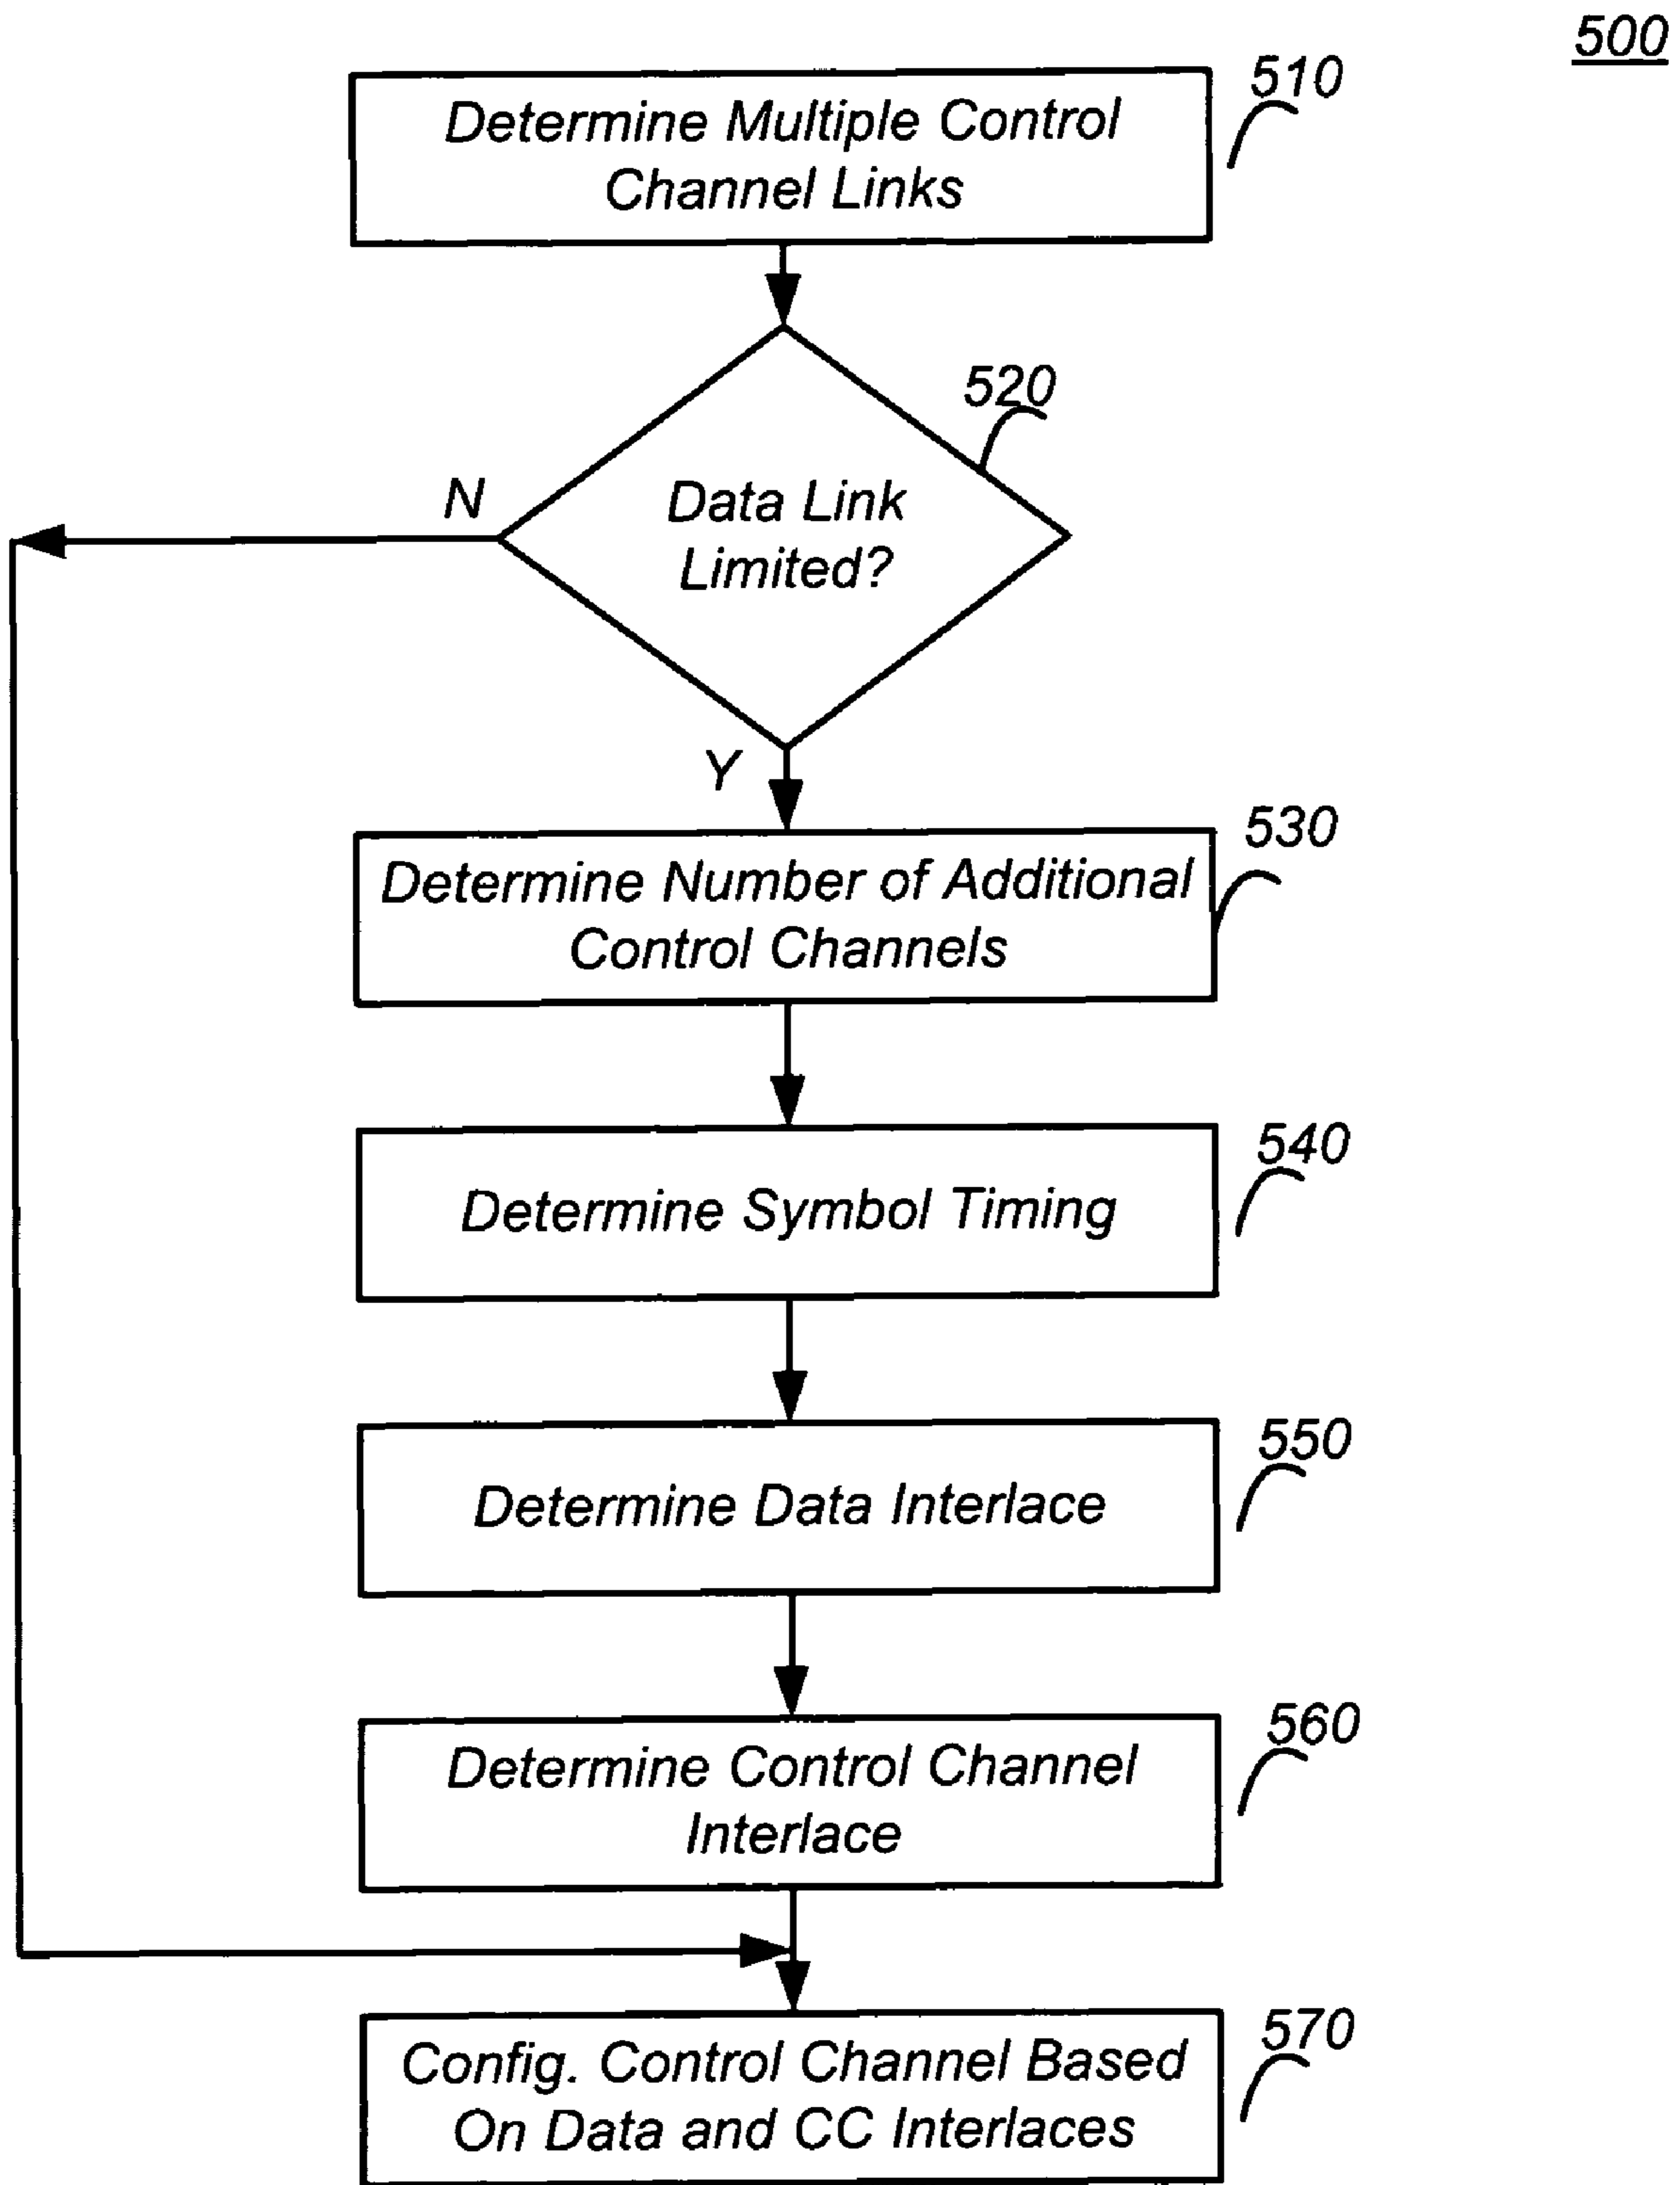 500
510
Determine Multiple Control
Channel Links
520
N
Data Link
Limited?
Y
530
Determine Number of Additional
Control Channels
540
Determine Symbol Timing
550
Determine Data Interlace
560
Determine Control Channel
Interlace
570
Config. Control Channel Based
On Data and CC Interlaces